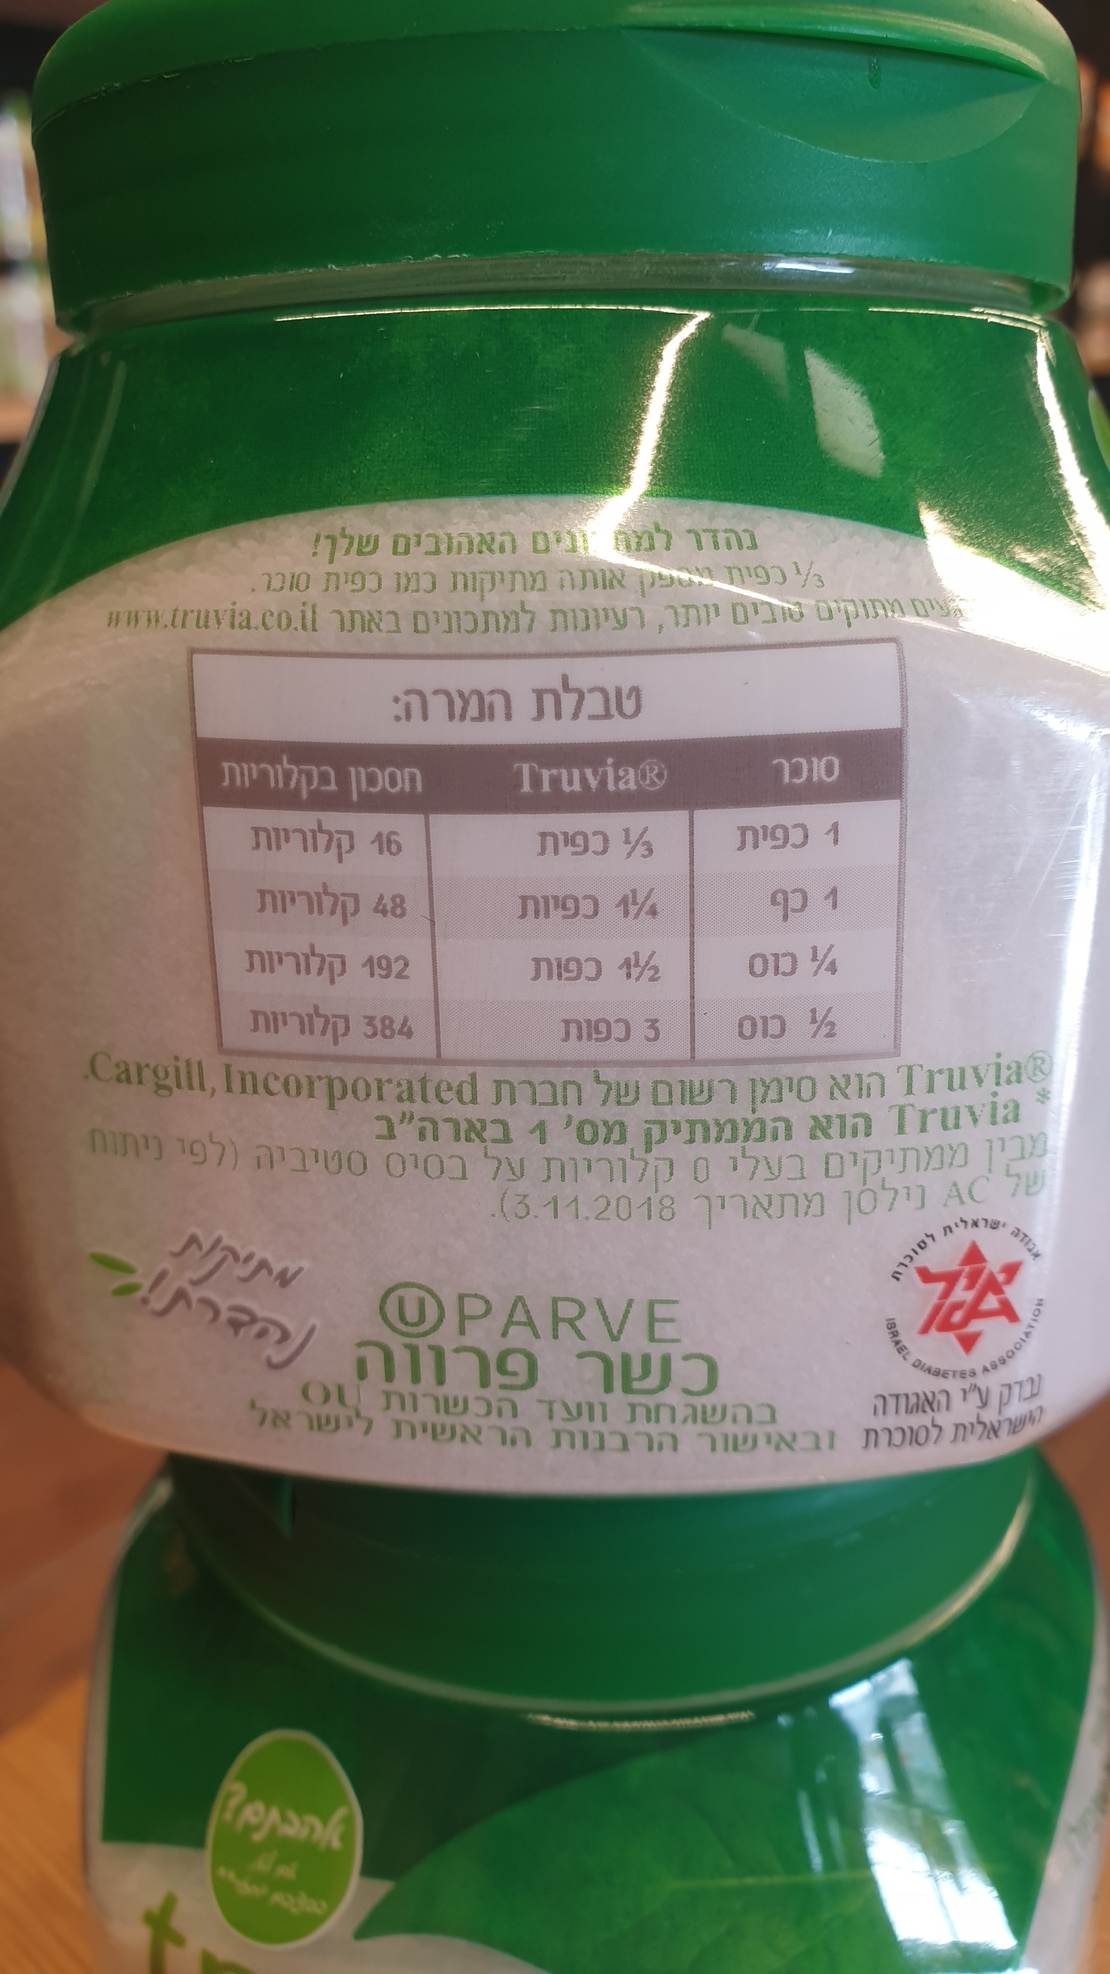 נהדר האהובים שלך!
⅓ כפית מספק אותה מתיקות כמו כפית סוכר.
מתוקים טובים יותר, רעיונות למתכונים באתר www.truvia.co.il
טבלת המרה:
סוכר Truvia® חסכון בקלוריות
1 כפית ⅓ כפית 16 קלוריות
1 כף 1¼ כפיות 48 קלוריות
¼ כוס 1½ כפות 192 קלוריות
½ כוס 3 כפות 384 קלוריות
Truvia® הוא סימן רשום של חברת Cargill, Incorporated.
* Truvia הוא הממתיק מס' 1 בארה"ב
מבין ממתיקים בעלי 0 קלוריות על בסיס סטיביה (לפי ניתוח
של AC נילסן מתאריך 3.11.2018).
מתיקות
נהדרת!
U PARVE
כשר פרווה
בהשגחת וועד הכשרות OU
ובאישור הרבנות הראשית לישראל
אגודה ישראלית לסוכרת
איל
ISRAEL DIABETES ASSOCIATION
נבדק ע"י האגודה
הישראלית לסוכרת
אהבתם?